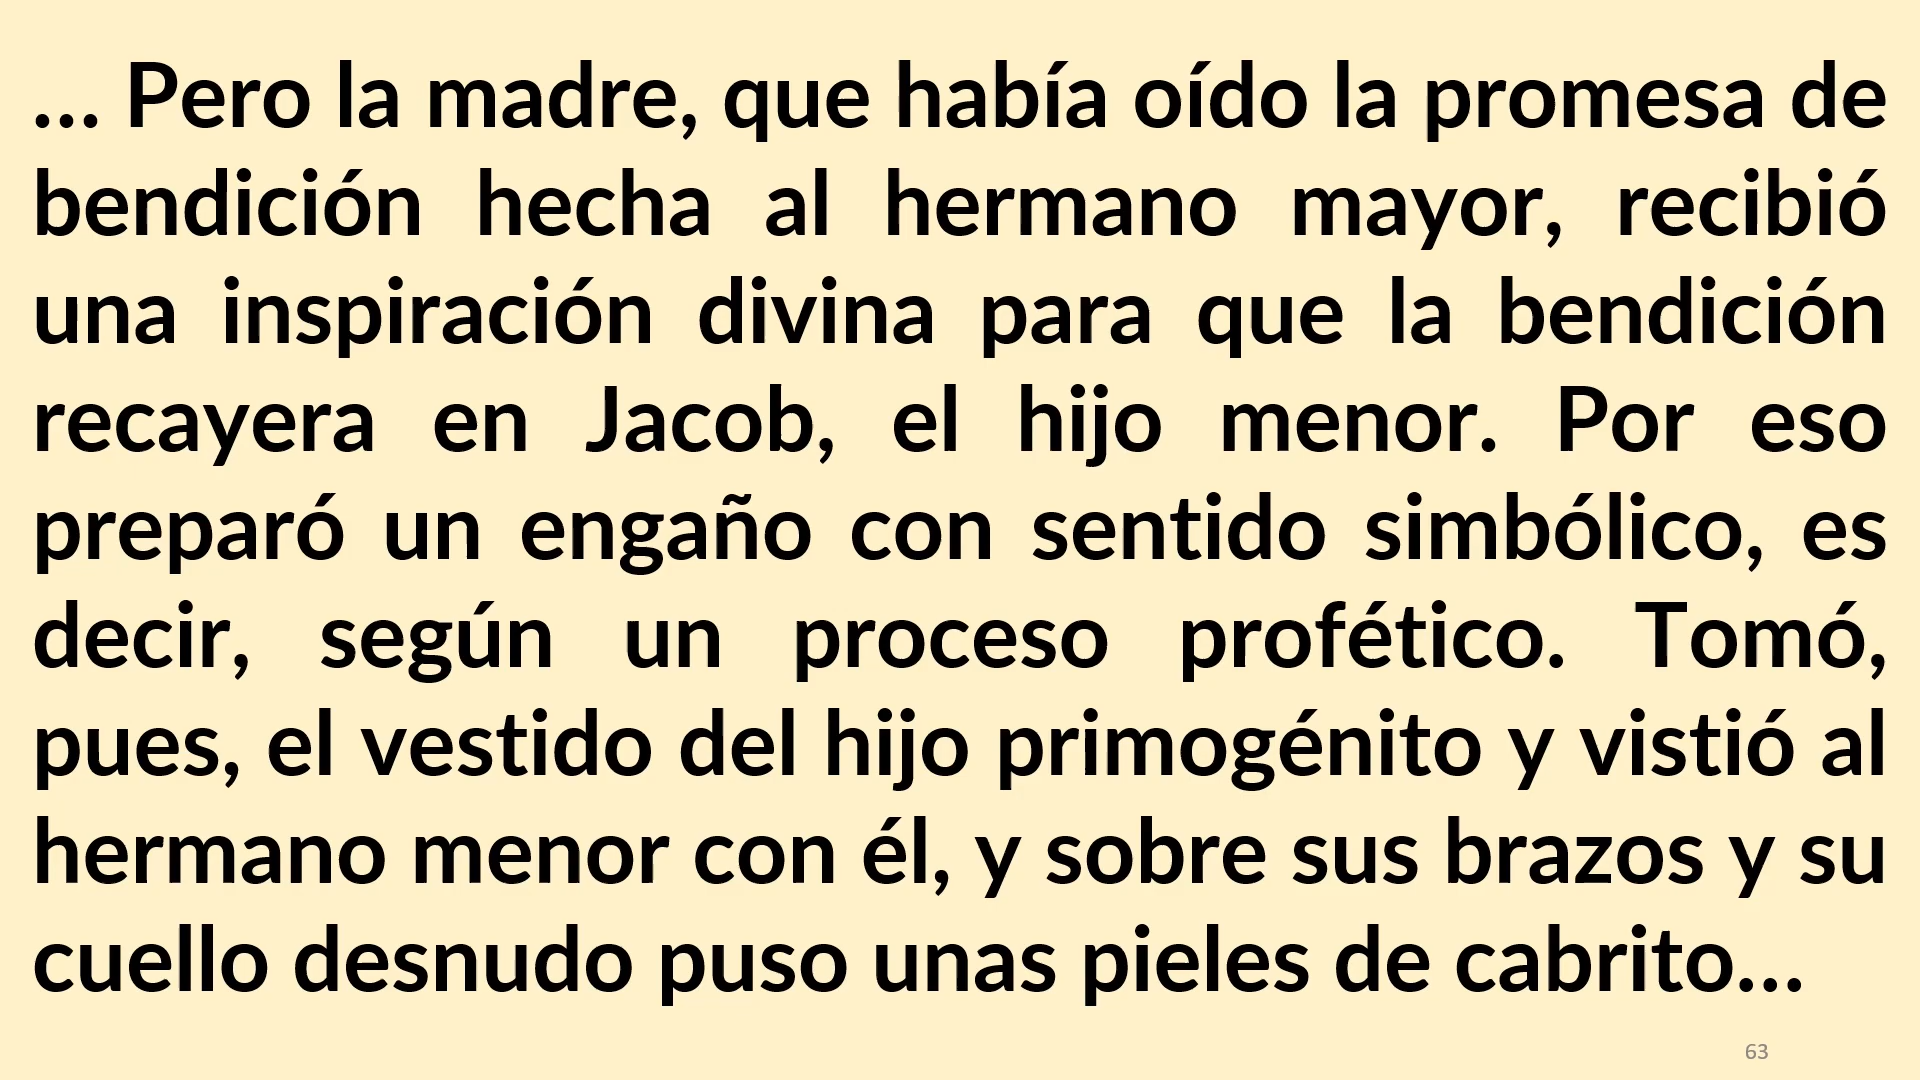 … Pero la madre, que había oído la promesa de
bendición hecha al hermano mayor, recibió
una inspiración divina para que la bendición
recayera en Jacob, el hijo menor. Por eso
preparó un engaño con sentido simbólico, es
decir, según un proceso profético. Tomó,
pues, el vestido del hijo primogénito y vistió al
hermano menor con él, y sobre sus brazos y su
cuello desnudo puso unas pieles de cabrito…
63